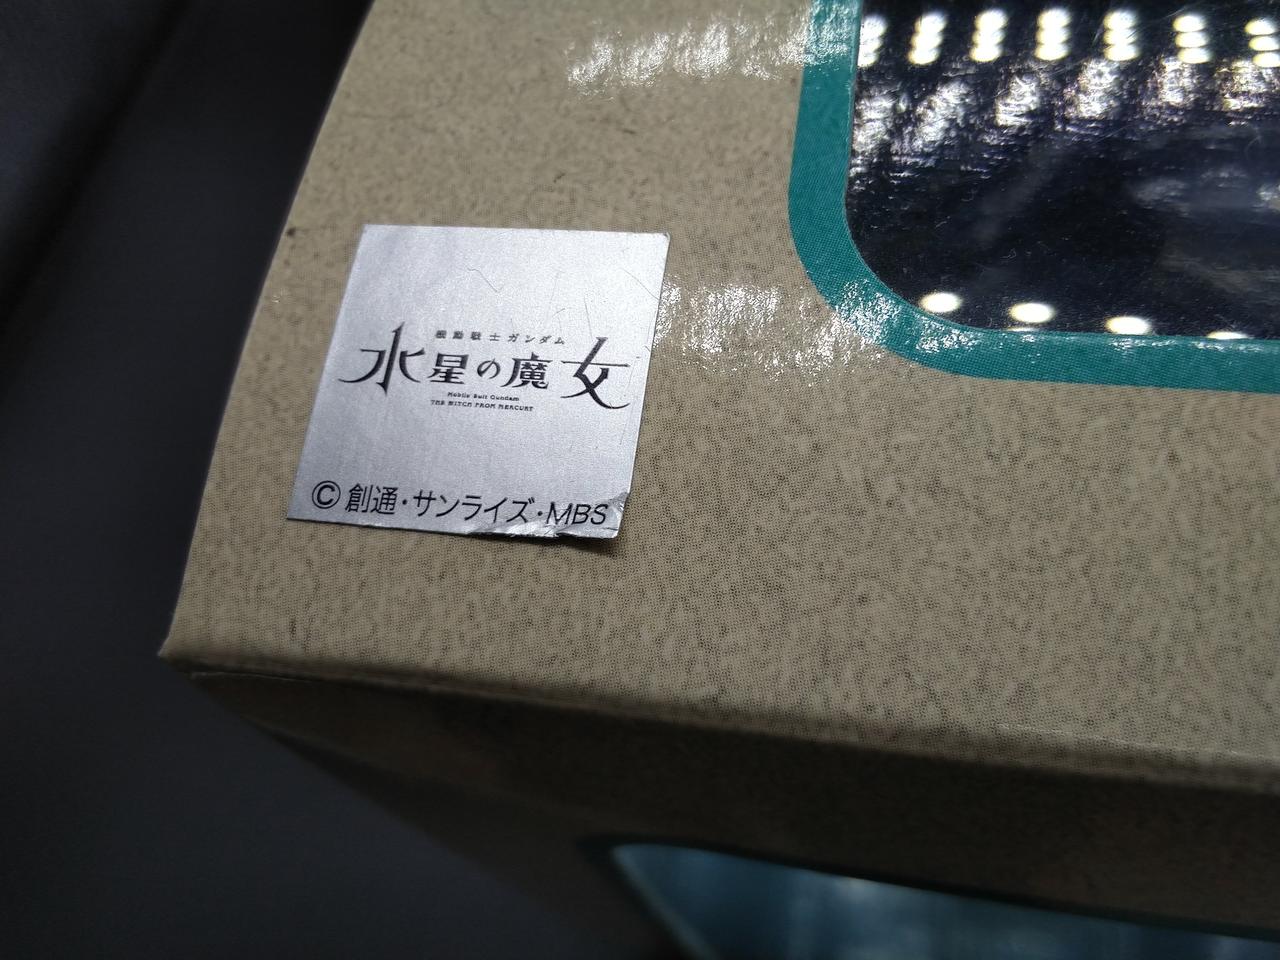 機動戦士ガンダム
水星の魔女
Mobile Suit Gundam
THE WITCH FROM MERCURY
© 創通・サンライズ・MBS